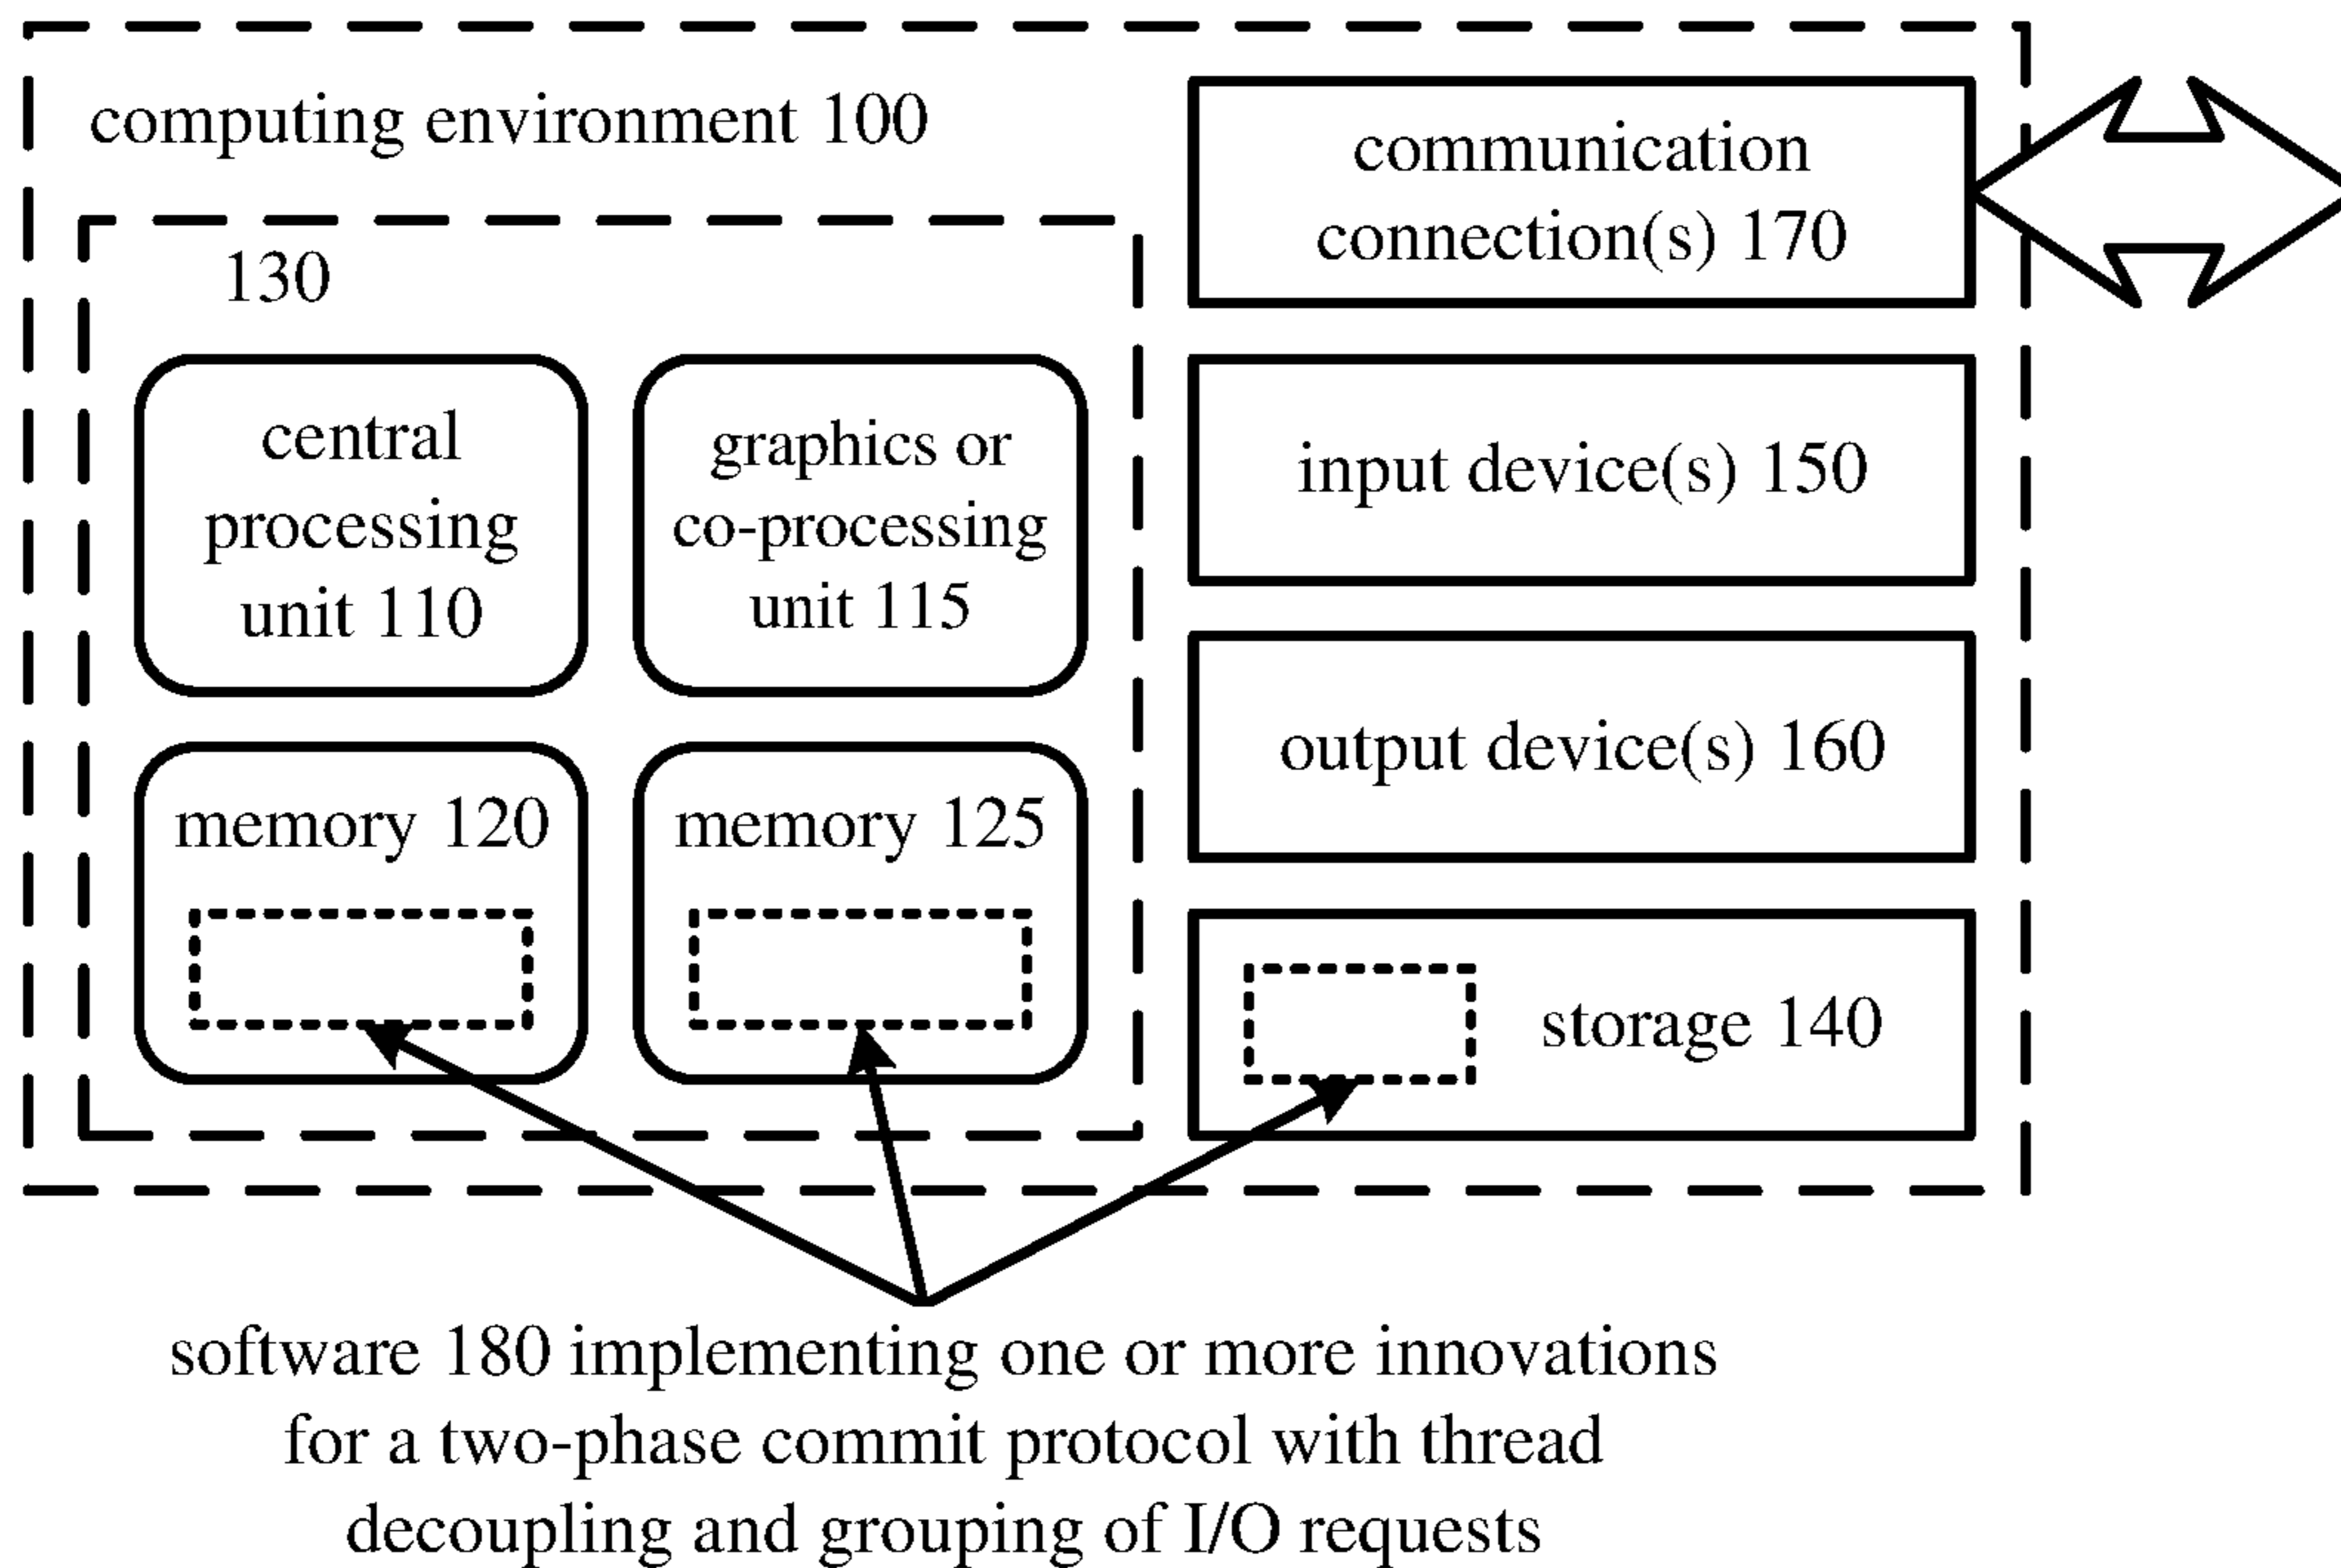 computing environment 100
130
central
processing
unit 110
graphics or
co-processing
unit 115
memory 120
memory 125
communication
connection(s) 170
input device(s) 150
output device(s) 160
storage 140
software 180 implementing one or more innovations
for a two-phase commit protocol with thread
decoupling and grouping of I/O requests